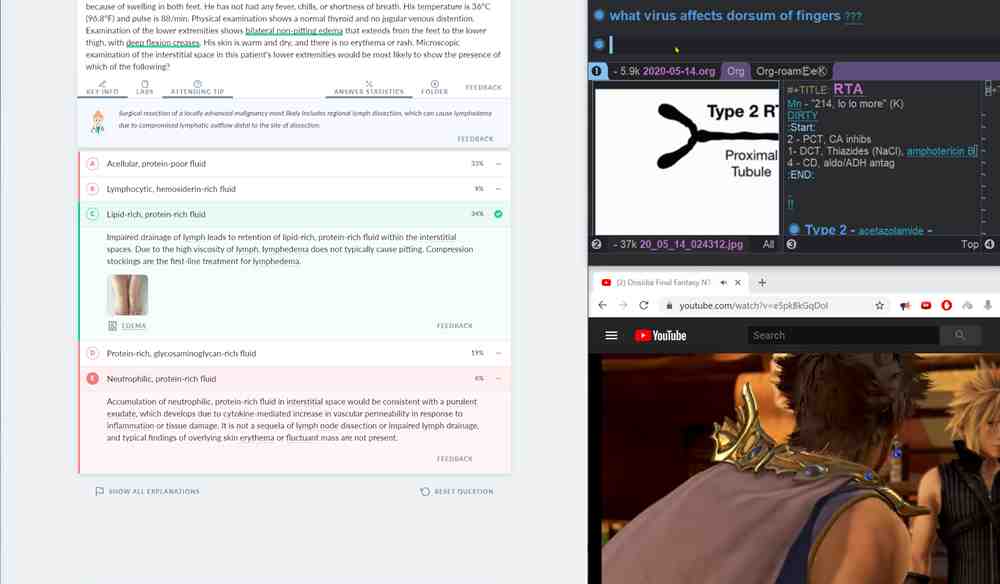 because of swelling in both feet. He has not had any fever, chills, or shortness of breath. His temperature is 36°C
(96.8°F) and pulse is 88/min. Physical examination shows a normal thyroid and no jugular venous distention.
Examination of the lower extremities shows bilateral non-pitting edema that extends from the feet to the lower
thigh, with deep flexion creases. His skin is warm and dry, and there is no erythema or rash. Microscopic
examination of the interstitial space in this patient's lower extremities would be most likely to show the presence of
which of the following?
KEY INFO
LABS
ATTENDING TIP
ANSWER STATISTICS
FOLDER
FEEDBACK
Surgical resection of a locally advanced malignancy most likely includes regional lymph dissection, which can cause lymphedema
due to compromised lymphatic outflow distal to the site of dissection.
FEEDBACK
A Acellular, protein-poor fluid 33%
B Lymphocytic, hemosiderin-rich fluid 9%
C Lipid-rich, protein-rich fluid 34%
Impaired drainage of lymph leads to retention of lipid-rich, protein-rich fluid within the interstitial
spaces. Due to the high viscosity of lymph, lymphedema does not typically cause pitting. Compression
stockings are the first-line treatment for lymphedema.
EDEMA
FEEDBACK
D Protein-rich, glycosaminoglycan-rich fluid 19%
E Neutrophilic, protein-rich fluid 6%
Accumulation of neutrophilic, protein-rich fluid in interstitial space would be consistent with a purulent
exudate, which develops due to cytokine-mediated increase in vascular permeability in response to
inflammation or tissue damage. It is not a sequela of lymph node dissection or impaired lymph drainage,
and typical findings of overlying skin erythema or fluctuant mass are not present.
FEEDBACK
SHOW ALL EXPLANATIONS
RESET QUESTION
what virus affects dorsum of fingers ???
1 - 5.9k 2020-05-14.org Org Org-roam
Type 2 RT
Proximal
Tubule
#+TITLE: RTA
Mn - "214, lo lo more" (K)
DIRTY
:Start:
2 - PCT, CA inhibs
1- DCT, Thiazides (NaCl), amphotericin B
4 - CD, aldo/ADH antag
:END:
!!
Type 2 - acetazolamide -
2 - 37k 20_05_14_024312.jpg All 3 Top 4
(2) Dissidia Final Fantasy NT
youtube.com/watch?v=e5pkBkGqDoI
YouTube
Search